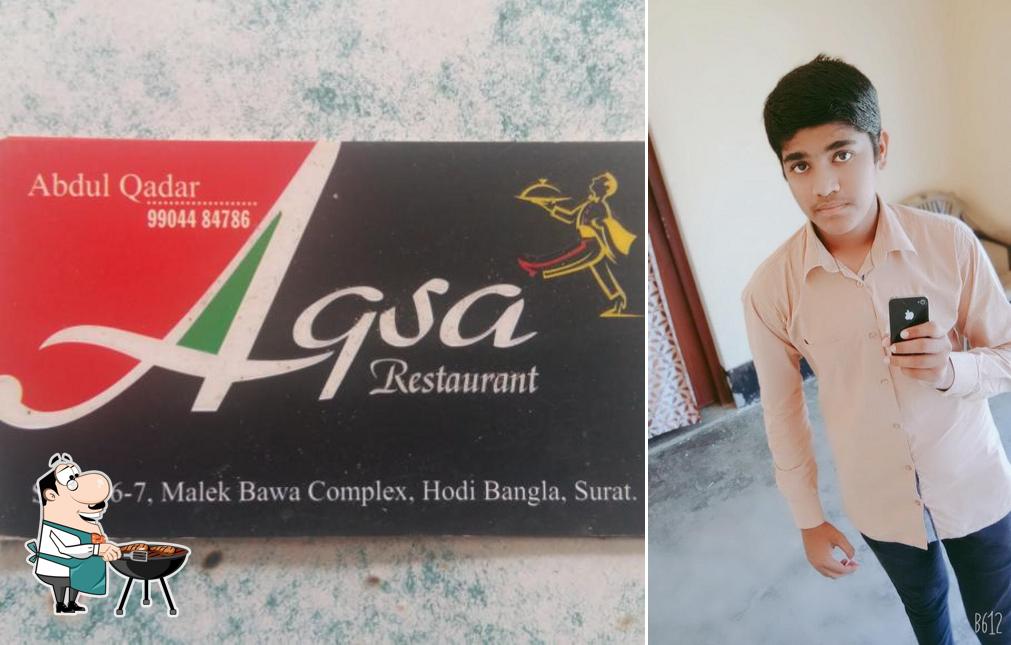 Abdul Qadar
99044 84786
Aqsa
Restaurant
6-7, Malek Bawa Complex, Hodi Bangla, Surat.
B612